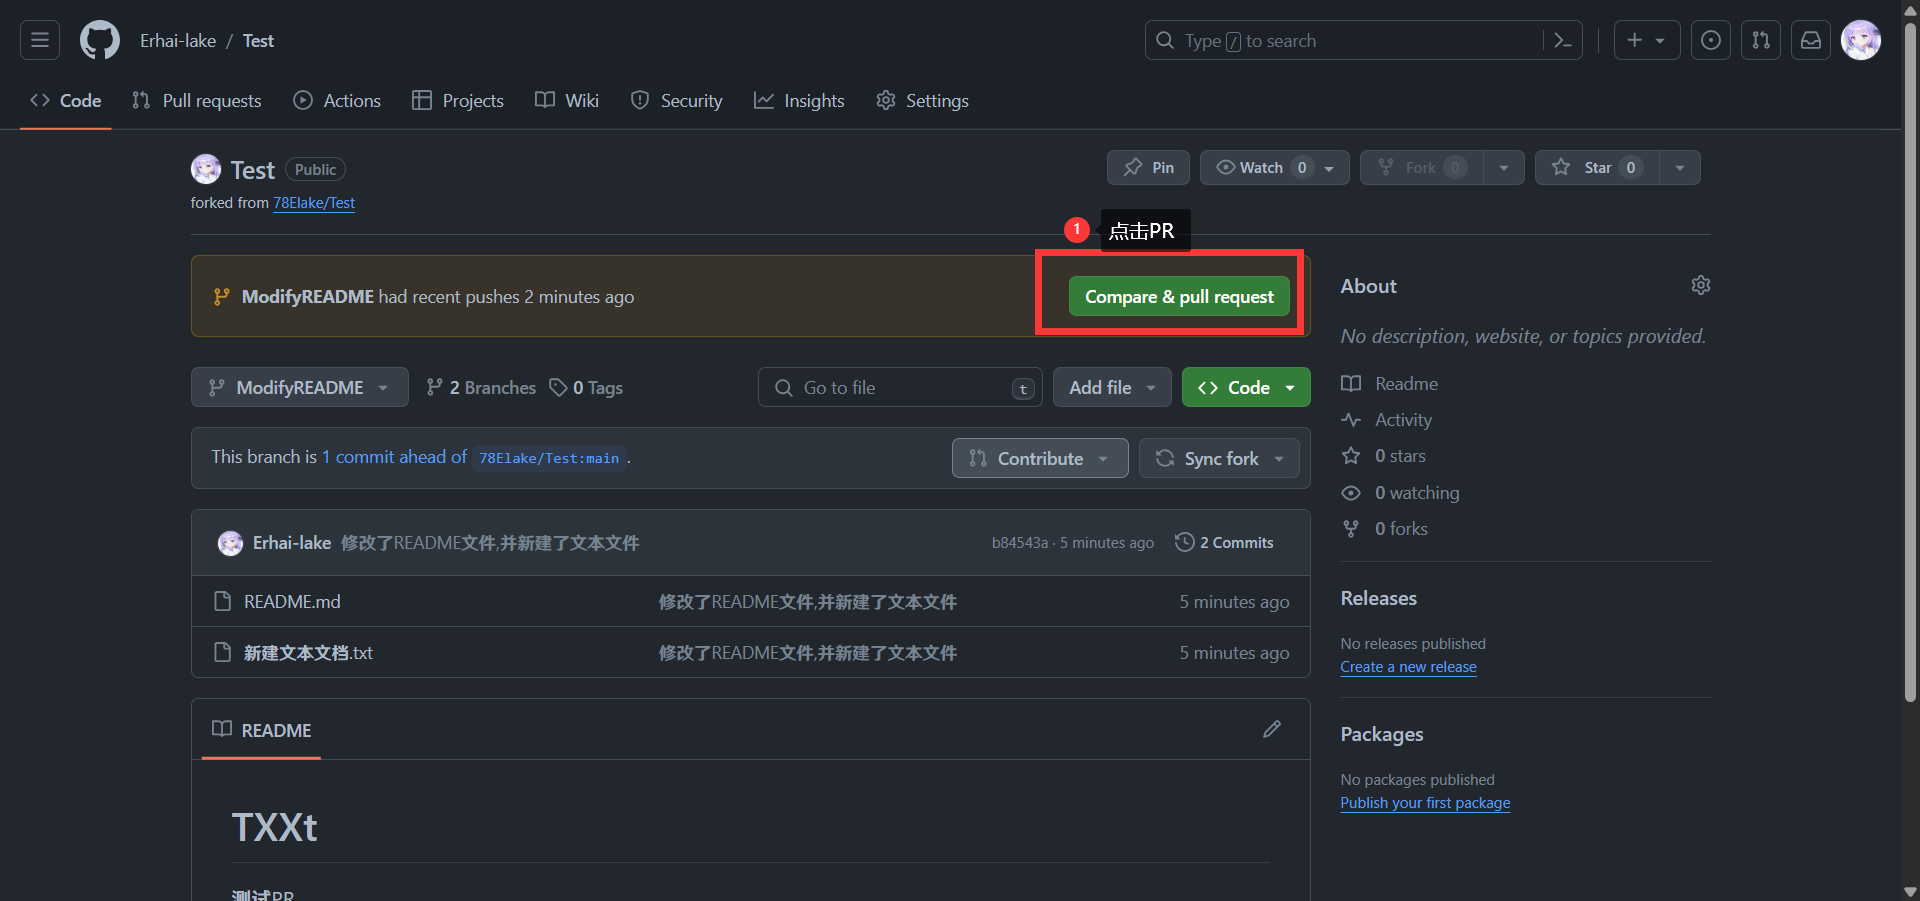 Erhai-lake / Test
Type / to search
Code
Pull requests
Actions
Projects
Wiki
Security
Insights
Settings
Test Public
forked from 78Elake/Test
Pin
Watch 0
Fork 0
Star 0
1 点击PR
ModifyREADME had recent pushes 2 minutes ago
Compare & pull request
ModifyREADME
2 Branches
0 Tags
Go to file t
Add file
Code
This branch is 1 commit ahead of 78Elake/Test:main .
Contribute
Sync fork
Erhai-lake 修改了README文件,并新建了文本文件
b84543a · 5 minutes ago
2 Commits
README.md 修改了README文件,并新建了文本文件 5 minutes ago
新建文本文档.txt 修改了README文件,并新建了文本文件 5 minutes ago
README
TXXt
测试PR
About
No description, website, or topics provided.
Readme
Activity
0 stars
0 watching
0 forks
Releases
No releases published
Create a new release
Packages
No packages published
Publish your first package